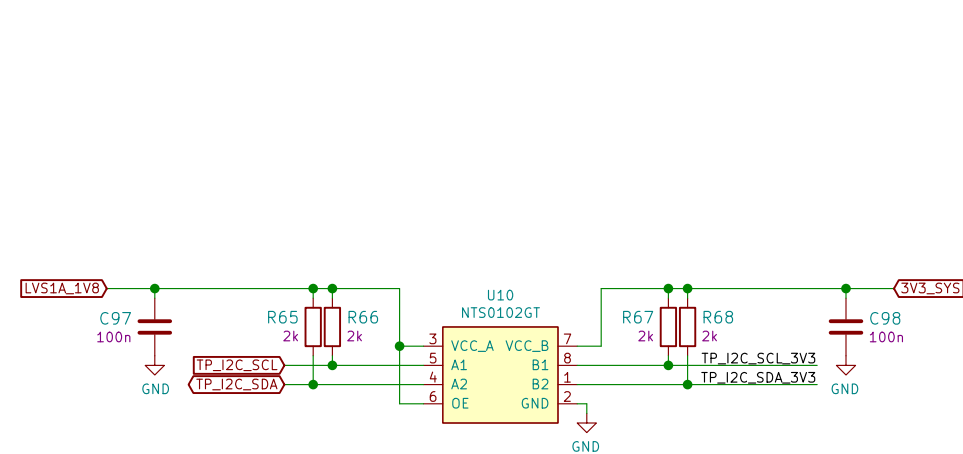 LVS1A_1V8
3V3_SYS
U10
NTS0102GT
C97
100n
R65
2k
R66
2k
R67
2k
R68
2k
C98
100n
3 VCC_A VCC_B 7
5 A1 B1 8
4 A2 B2 1
6 OE GND 2
TP_I2C_SCL
TP_I2C_SDA
TP_I2C_SCL_3V3
TP_I2C_SDA_3V3
GND
GND
GND